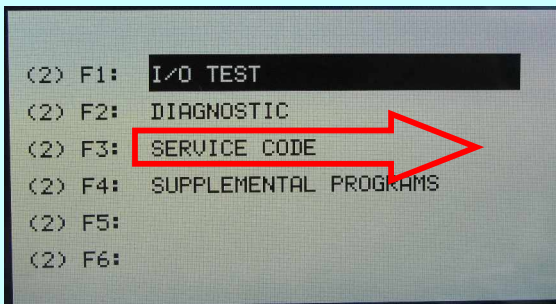 (2) F1: I/O TEST
(2) F2: DIAGNOSTIC
(2) F3: SERVICE CODE
(2) F4: SUPPLEMENTAL PROGRAMS
(2) F5:
(2) F6: